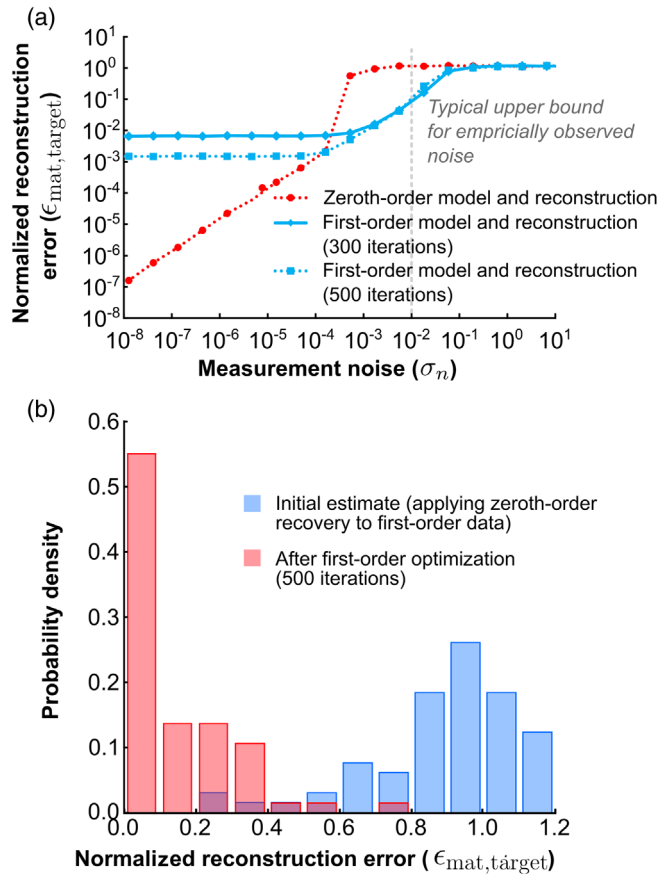 (a)
Normalized reconstruction
error (ϵmat,target)
10^1
10^0
10^-1
10^-2
10^-3
10^-4
10^-5
10^-6
10^-7
10^-8
Typical upper bound
for empricially observed
noise
Zeroth-order model and reconstruction
First-order model and reconstruction
(300 iterations)
First-order model and reconstruction
(500 iterations)
10^-8 10^-7 10^-6 10^-5 10^-4 10^-3 10^-2 10^-1 10^0 10^1
Measurement noise (σn)
(b)
Probability density
0.6
0.5
0.4
0.3
0.2
0.1
0.0
Initial estimate (applying zeroth-order
recovery to first-order data)
After first-order optimization
(500 iterations)
0.0 0.2 0.4 0.6 0.8 1.0 1.2
Normalized reconstruction error (ϵmat,target)